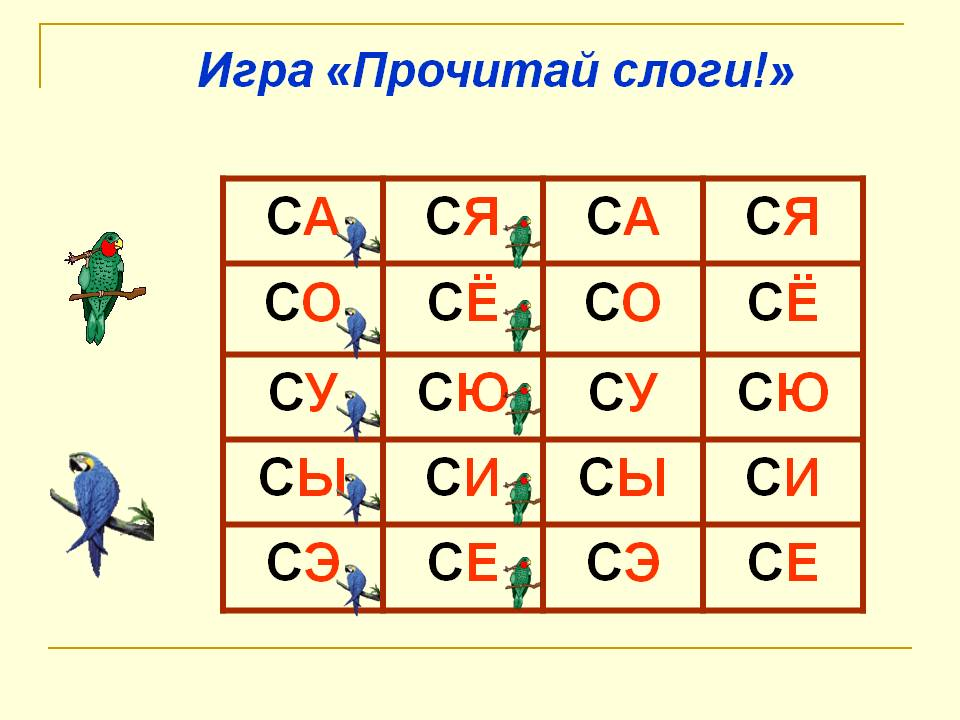 Игра «Прочитай слоги!»
СА СЯ СА СЯ
СО СЁ СО СЁ
СУ СЮ СУ СЮ
СЫ СИ СЫ СИ
СЭ СЕ СЭ СЕ